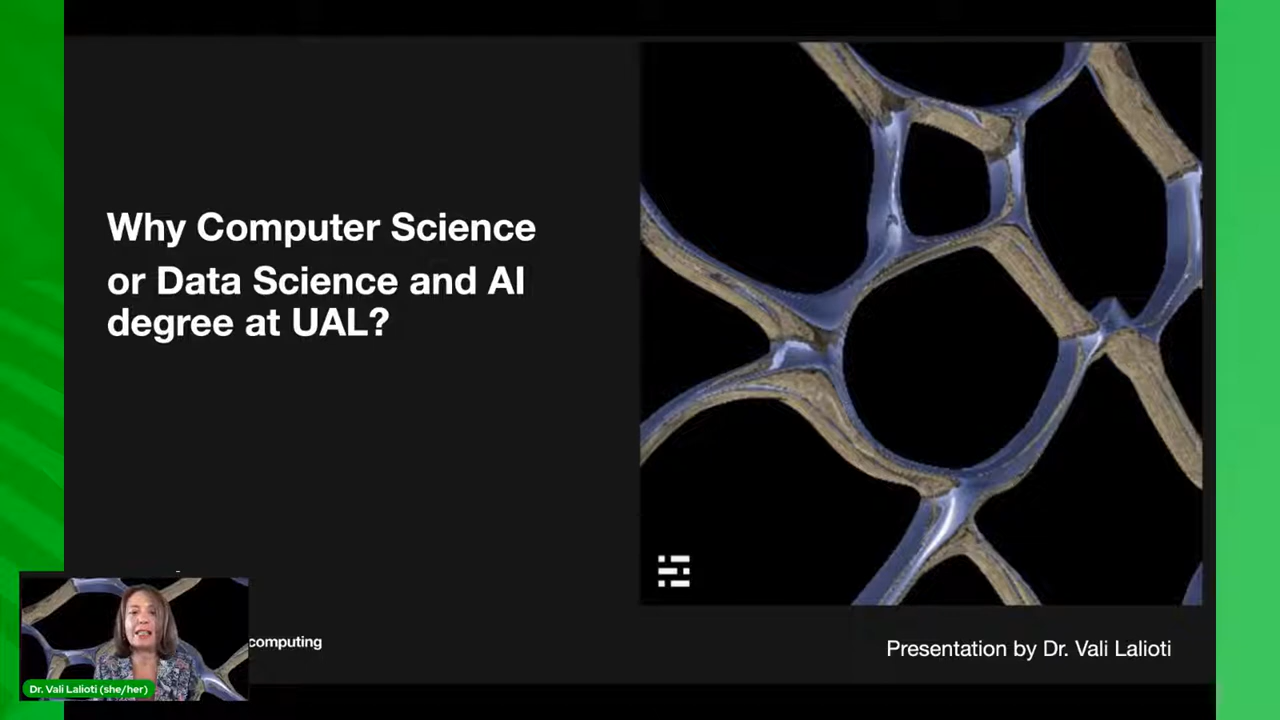 Why Computer Science
or Data Science and AI
degree at UAL?
computing
Presentation by Dr. Vali Lalioti
Dr. Vali Lalioti (she/her)